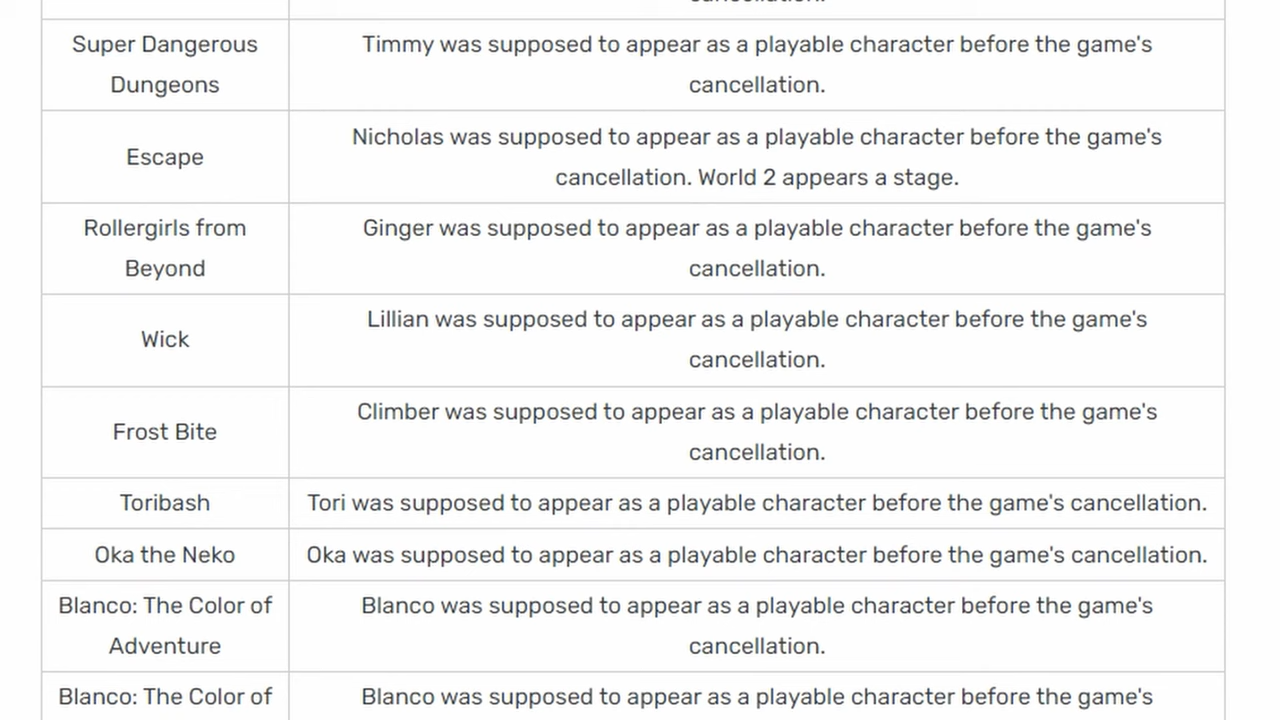 cancellation.
Super Dangerous
Dungeons
Timmy was supposed to appear as a playable character before the game's
cancellation.
Escape
Nicholas was supposed to appear as a playable character before the game's
cancellation. World 2 appears a stage.
Rollergirls from
Beyond
Ginger was supposed to appear as a playable character before the game's
cancellation.
Wick
Lillian was supposed to appear as a playable character before the game's
cancellation.
Frost Bite
Climber was supposed to appear as a playable character before the game's
cancellation.
Toribash
Tori was supposed to appear as a playable character before the game's cancellation.
Oka the Neko
Oka was supposed to appear as a playable character before the game's cancellation.
Blanco: The Color of
Adventure
Blanco was supposed to appear as a playable character before the game's
cancellation.
Blanco: The Color of
Blanco was supposed to appear as a playable character before the game's